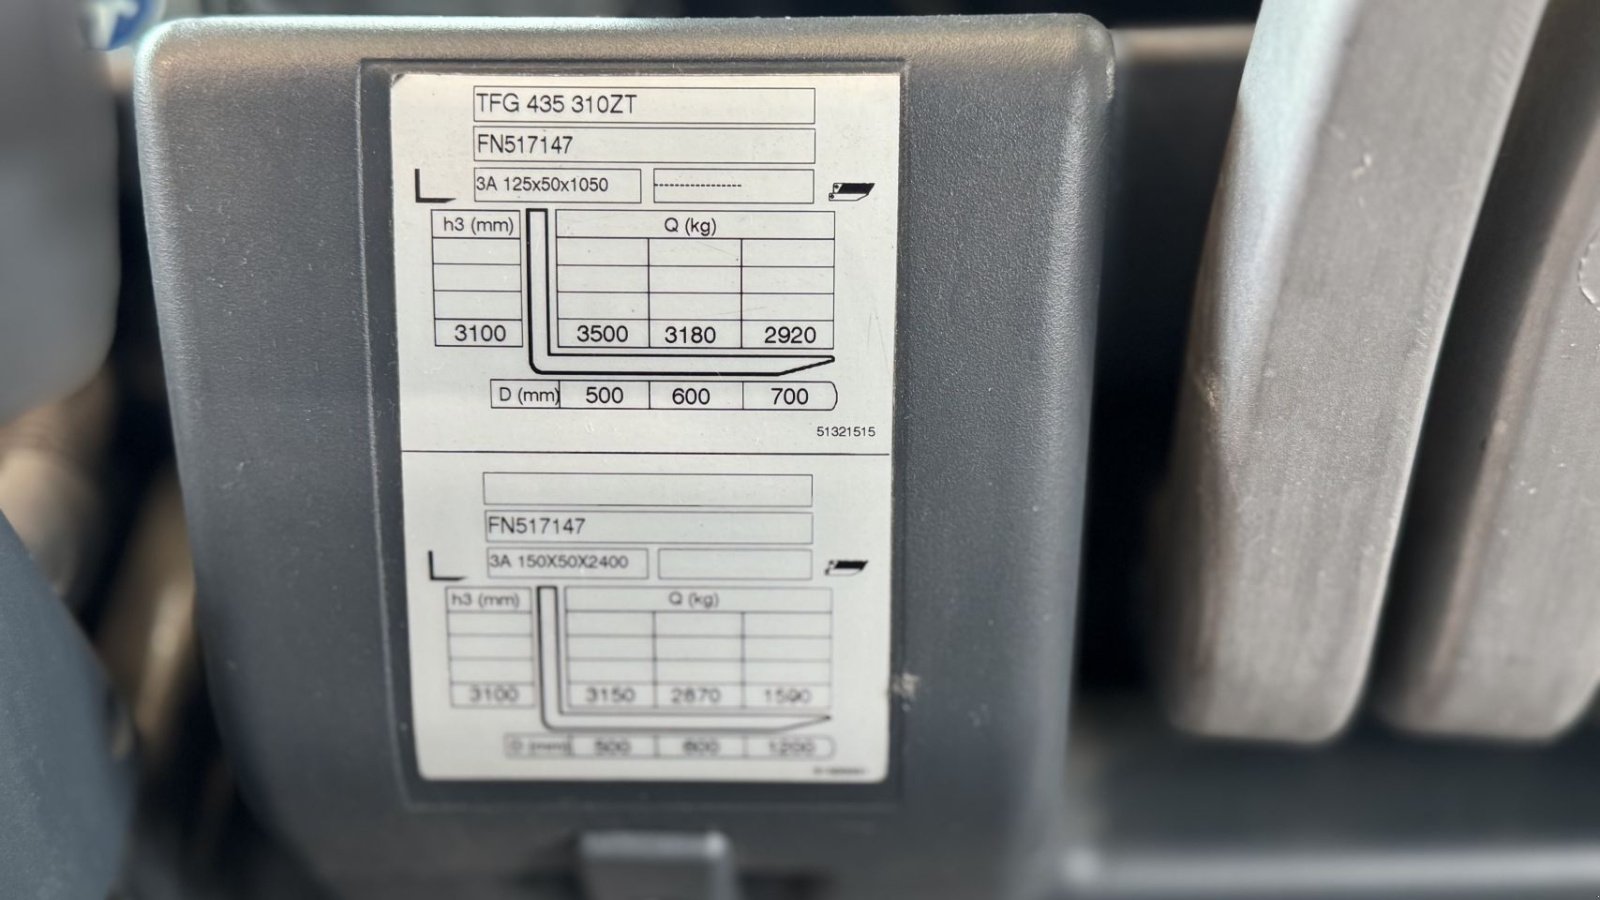 TFG 435 310ZT
FN517147
3A 125x50x1050
h3 (mm) Q (kg)
3100 3500 3180 2920
D (mm) 500 600 700
51321515
FN517147
3A 150X50X2400
h3 (mm) Q (kg)
3100 3150 2870 1590
D (mm) 500 600 1200